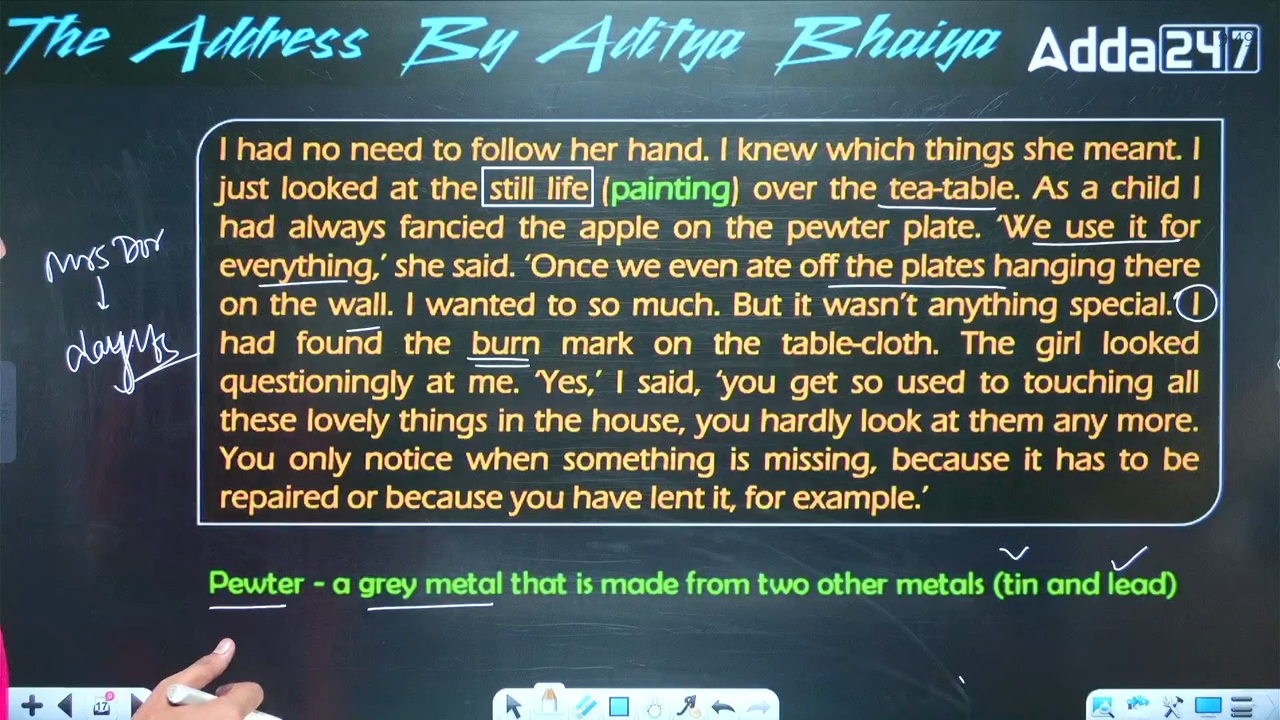 The Address By Aditya Bhaiya
Adda247
I had no need to follow her hand. I knew which things she meant. I
just looked at the still life (painting) over the tea-table. As a child I
had always fancied the apple on the pewter plate. ‘We use it for
everything,’ she said. ‘Once we even ate off the plates hanging there
on the wall. I wanted to so much. But it wasn’t anything special.’ I
had found the burn mark on the table-cloth. The girl looked
questioningly at me. ‘Yes,’ I said, ‘you get so used to touching all
these lovely things in the house, you hardly look at them any more.
You only notice when something is missing, because it has to be
repaired or because you have lent it, for example.’
Mrs Dor
Pewter - a grey metal that is made from two other metals (tin and lead)
17